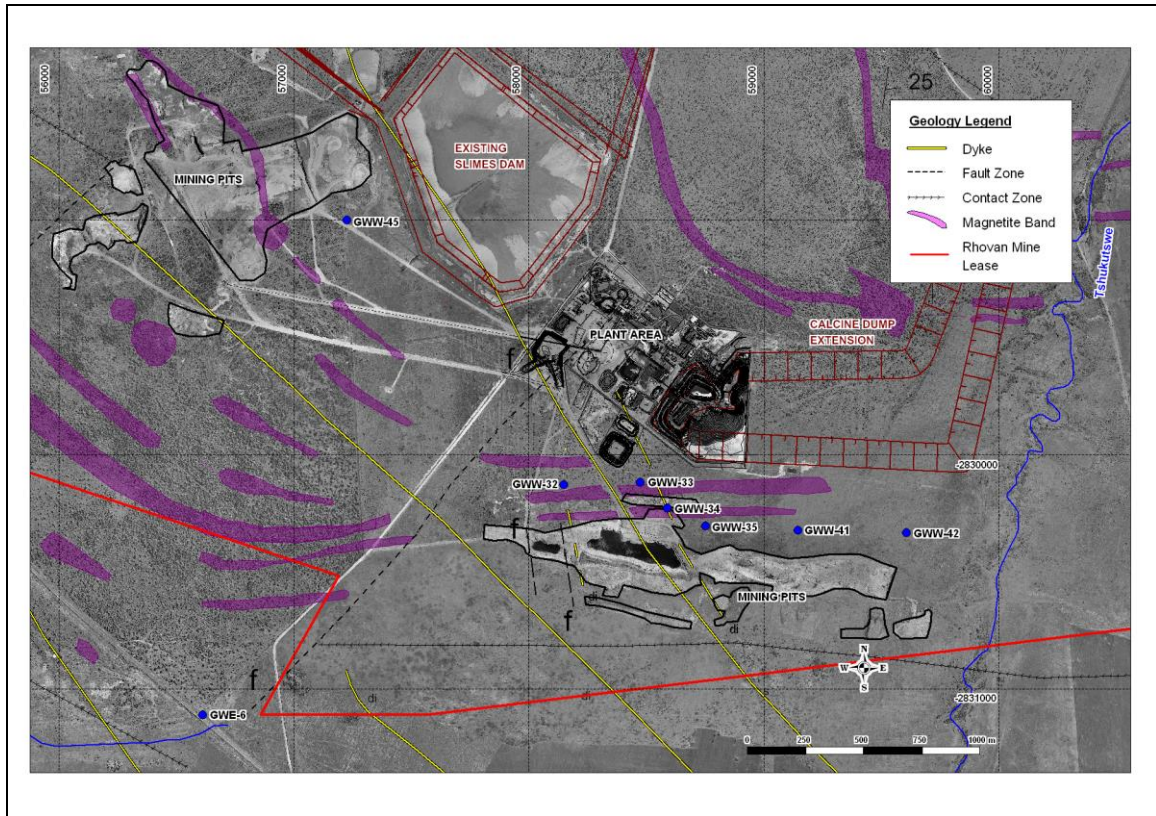 56000
57000
58000
59000
60000
25
Geology Legend
Dyke
Fault Zone
Contact Zone
Magnetite Band
Rhovan Mine
Lease
EXISTING
SLIMES DAM
MINING PITS
GWW-45
Tshukutswe
PLANT AREA
CALCINE DUMP
EXTENSION
f
-2830000
GWW-32
GWW-33
GWW-34
GWW-35
GWW-41
GWW-42
f
di
MINING PITS
f
di
N
W
E
S
f
di
di
-2831000
GWE-6
0
250
500
750
1000 m